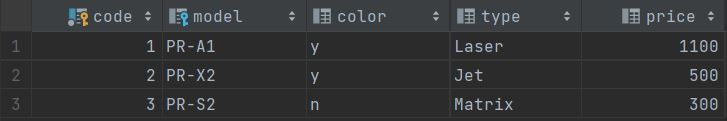 code model color type price
1 1 PR-A1 y Laser 1100
2 2 PR-X2 y Jet 500
3 3 PR-S2 n Matrix 300